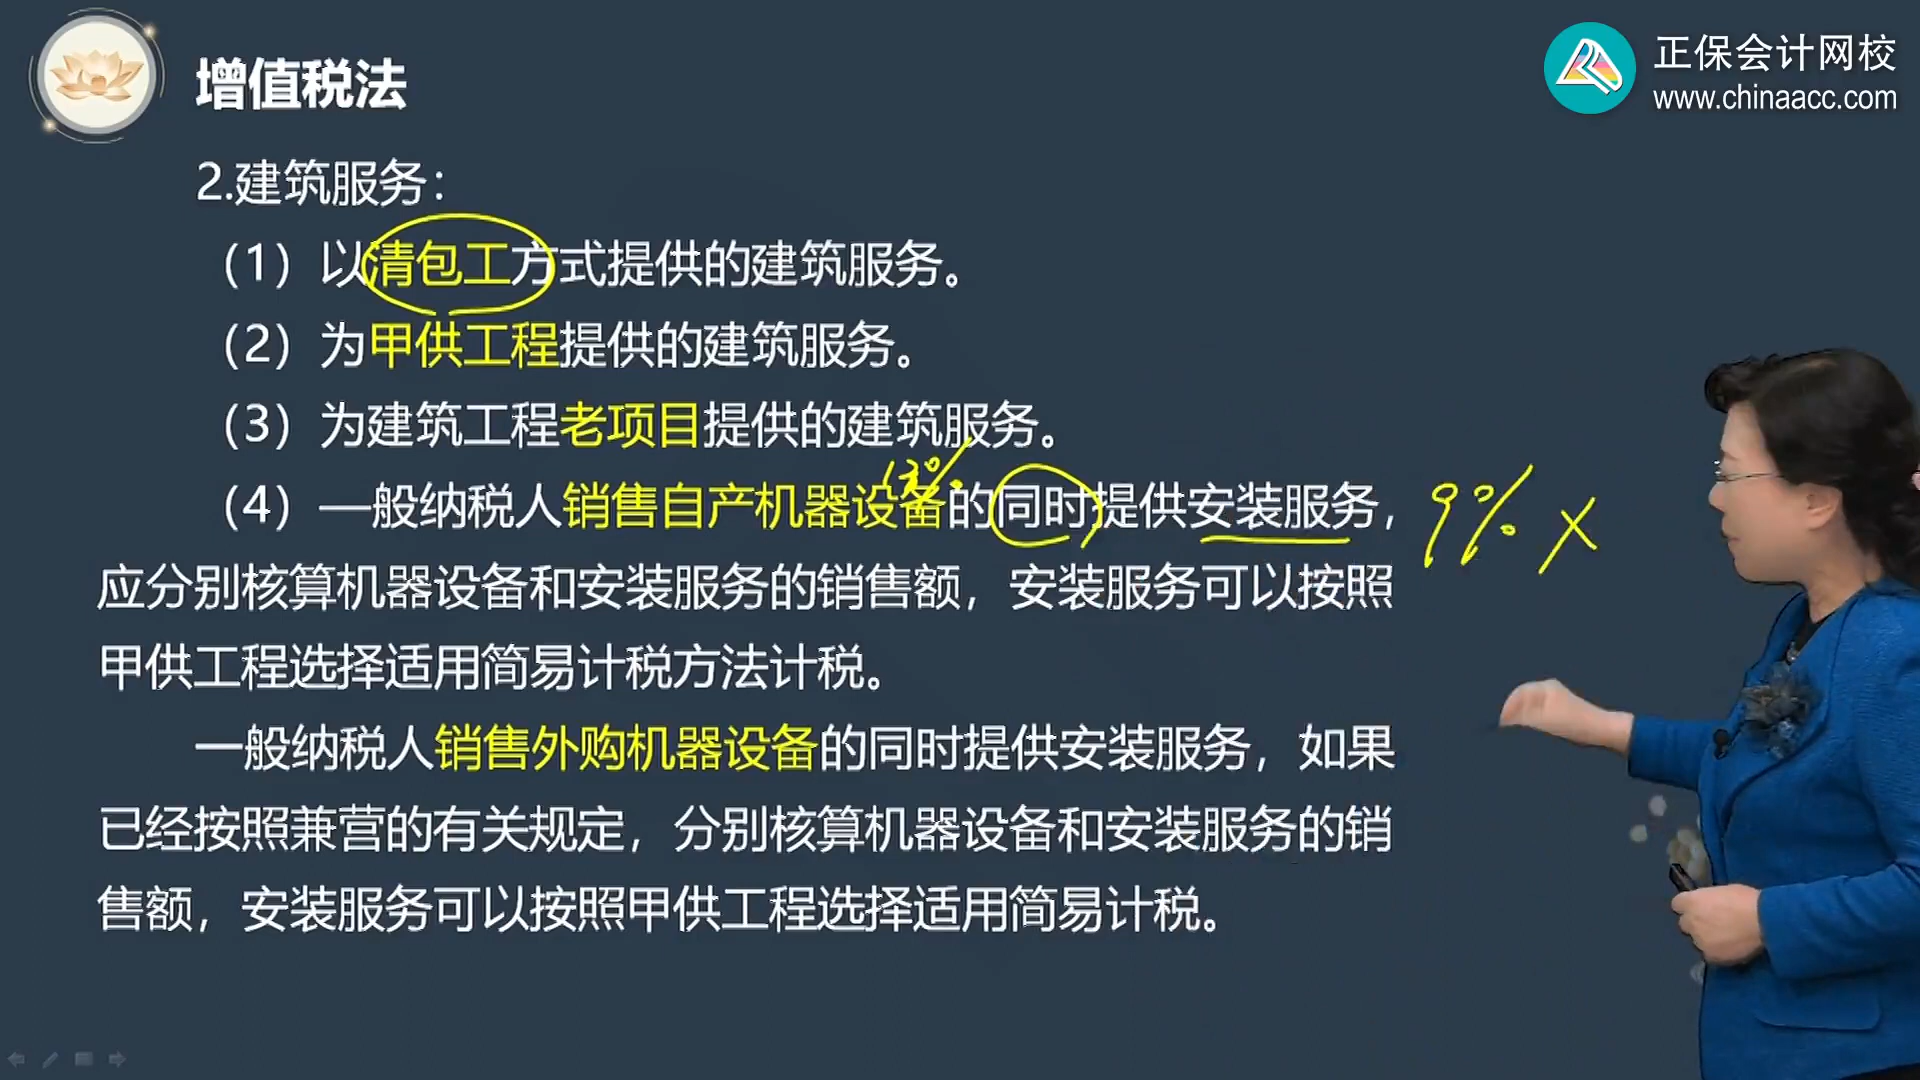 增值税法
正保会计网校
www.chinaacc.com
2.建筑服务：
（1）以清包工方式提供的建筑服务。
（2）为甲供工程提供的建筑服务。
（3）为建筑工程老项目提供的建筑服务。
13%
（4）一般纳税人销售自产机器设备的同时提供安装服务， 9% ×
应分别核算机器设备和安装服务的销售额，安装服务可以按照
甲供工程选择适用简易计税方法计税。
一般纳税人销售外购机器设备的同时提供安装服务，如果
已经按照兼营的有关规定，分别核算机器设备和安装服务的销
售额，安装服务可以按照甲供工程选择适用简易计税。